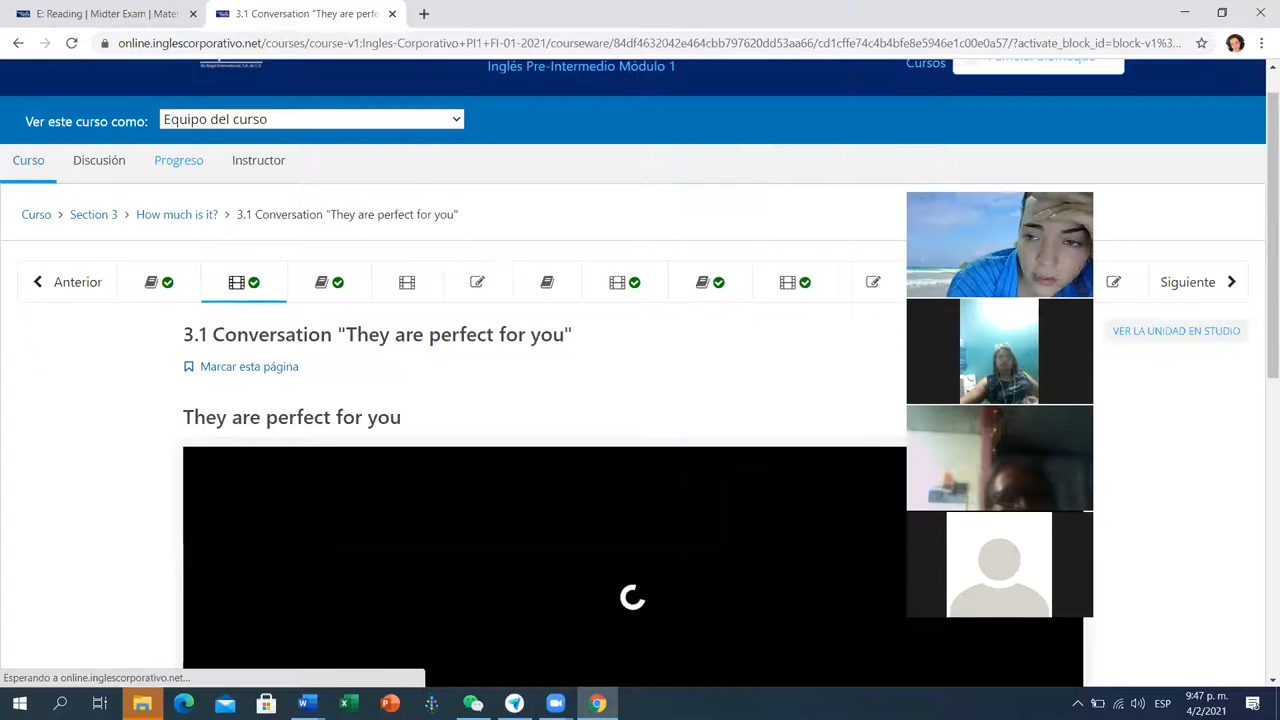 E: Reading | Midter Exam | Mater
3.1 Conversation "They are perfe
online.inglescorporativo.net/courses/course-v1:Ingles-Corporativo+PI1+FI-01-2021/courseware/84df4632042e464cbb797620dd53aa66/cd1cffe74c4b4bfe8e5946e1c00e0a57/?activate_block_id=block-v1%3...
Inglés Pre-Intermedio Módulo 1
Cursos
Ver este curso como:
Equipo del curso
Curso
Discusión
Progreso
Instructor
Curso > Section 3 > How much is it? > 3.1 Conversation "They are perfect for you"
Anterior
Siguiente
3.1 Conversation "They are perfect for you"
VER LA UNIDAD EN STUDIO
Marcar esta página
They are perfect for you
Esperando a online.inglescorporativo.net...
ESP
9:47 p. m.
4/2/2021